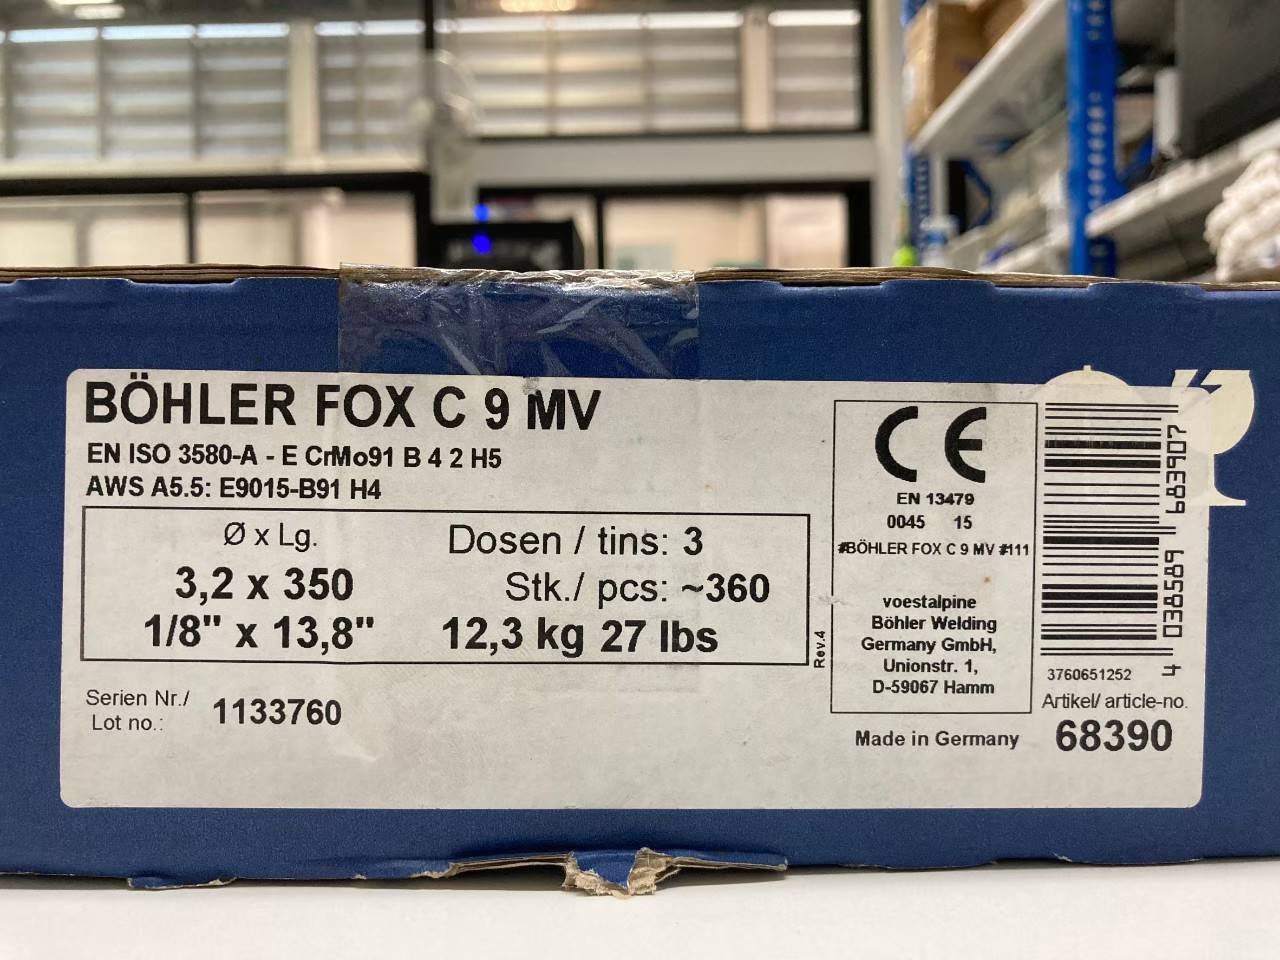 BÖHLER FOX C 9 MV
EN ISO 3580-A - E CrMo91 B 4 2 H5
AWS A5.5: E9015-B91 H4
Ø x Lg.
3,2 x 350
1/8" x 13,8"
Dosen / tins: 3
Stk./ pcs: ~360
12,3 kg 27 lbs
Rev.4
Serien Nr./
Lot no.:
1133760
CE
EN 13479
0045 15
#BÖHLER FOX C 9 MV #111
voestalpine
Böhler Welding
Germany GmbH,
Unionstr. 1,
D-59067 Hamm
Made in Germany
4 038589 683907
3760651252
Artikel/ article-no.
68390